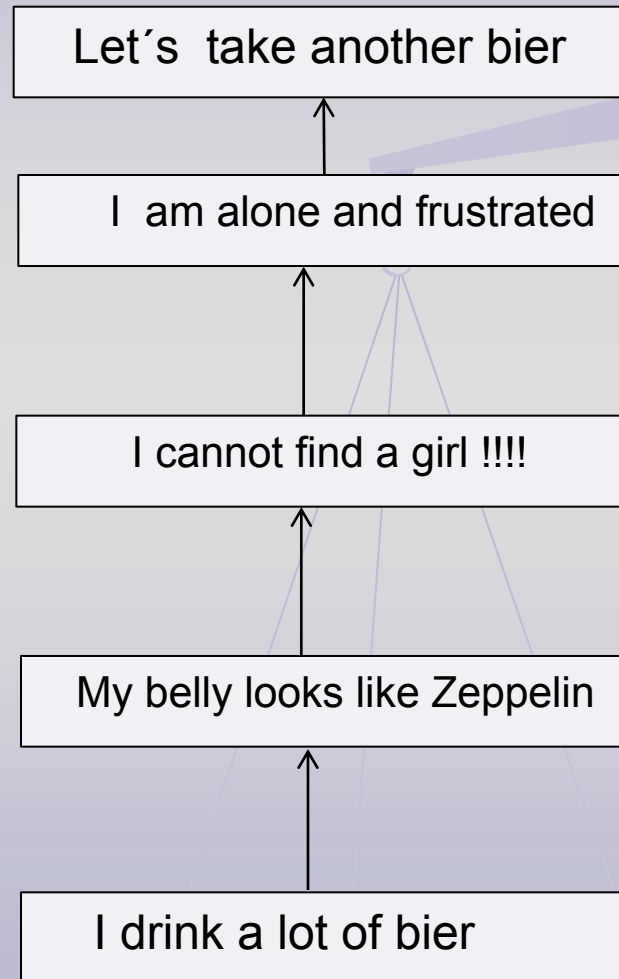 Let´s take another bier
I am alone and frustrated
I cannot find a girl !!!!
My belly looks like Zeppelin
I drink a lot of bier